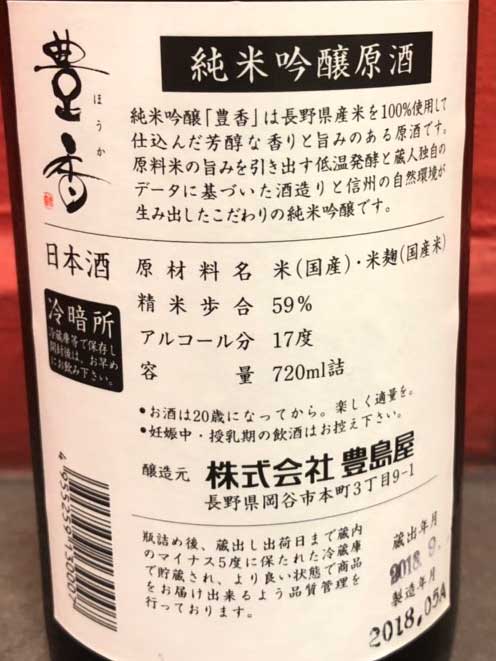 豊香
ほうか
純米吟醸原酒
純米吟醸「豊香」は長野県産米を100%使用して
仕込んだ芳醇な香りと旨みのある原酒です。
原料米の旨みを引き出す低温発酵と蔵人独自の
データに基づいた酒造りと信州の自然環境が
生み出したこだわりの純米吟醸です。
日本酒
原材料名 米(国産)・米麹(国産米)
精米歩合 59%
アルコール分 17度
容量 720ml詰
冷暗所
冷蔵庫等で保存し
開封後は、お早め
にお飲み下さい。
•お酒は20歳になってから。楽しく適量を。
•妊娠中・授乳期の飲酒はお控え下さい。
醸造元 株式会社 豊島屋
長野県岡谷市本町3丁目9-1
瓶詰め後、蔵出し出荷日まで蔵内
のマイナス5度に保たれた冷蔵庫
で貯蔵され、より良い状態で商品
をお届け出来るよう品質管理を
行っております。
蔵出年月
2018.9.
製造年月
2018.05A